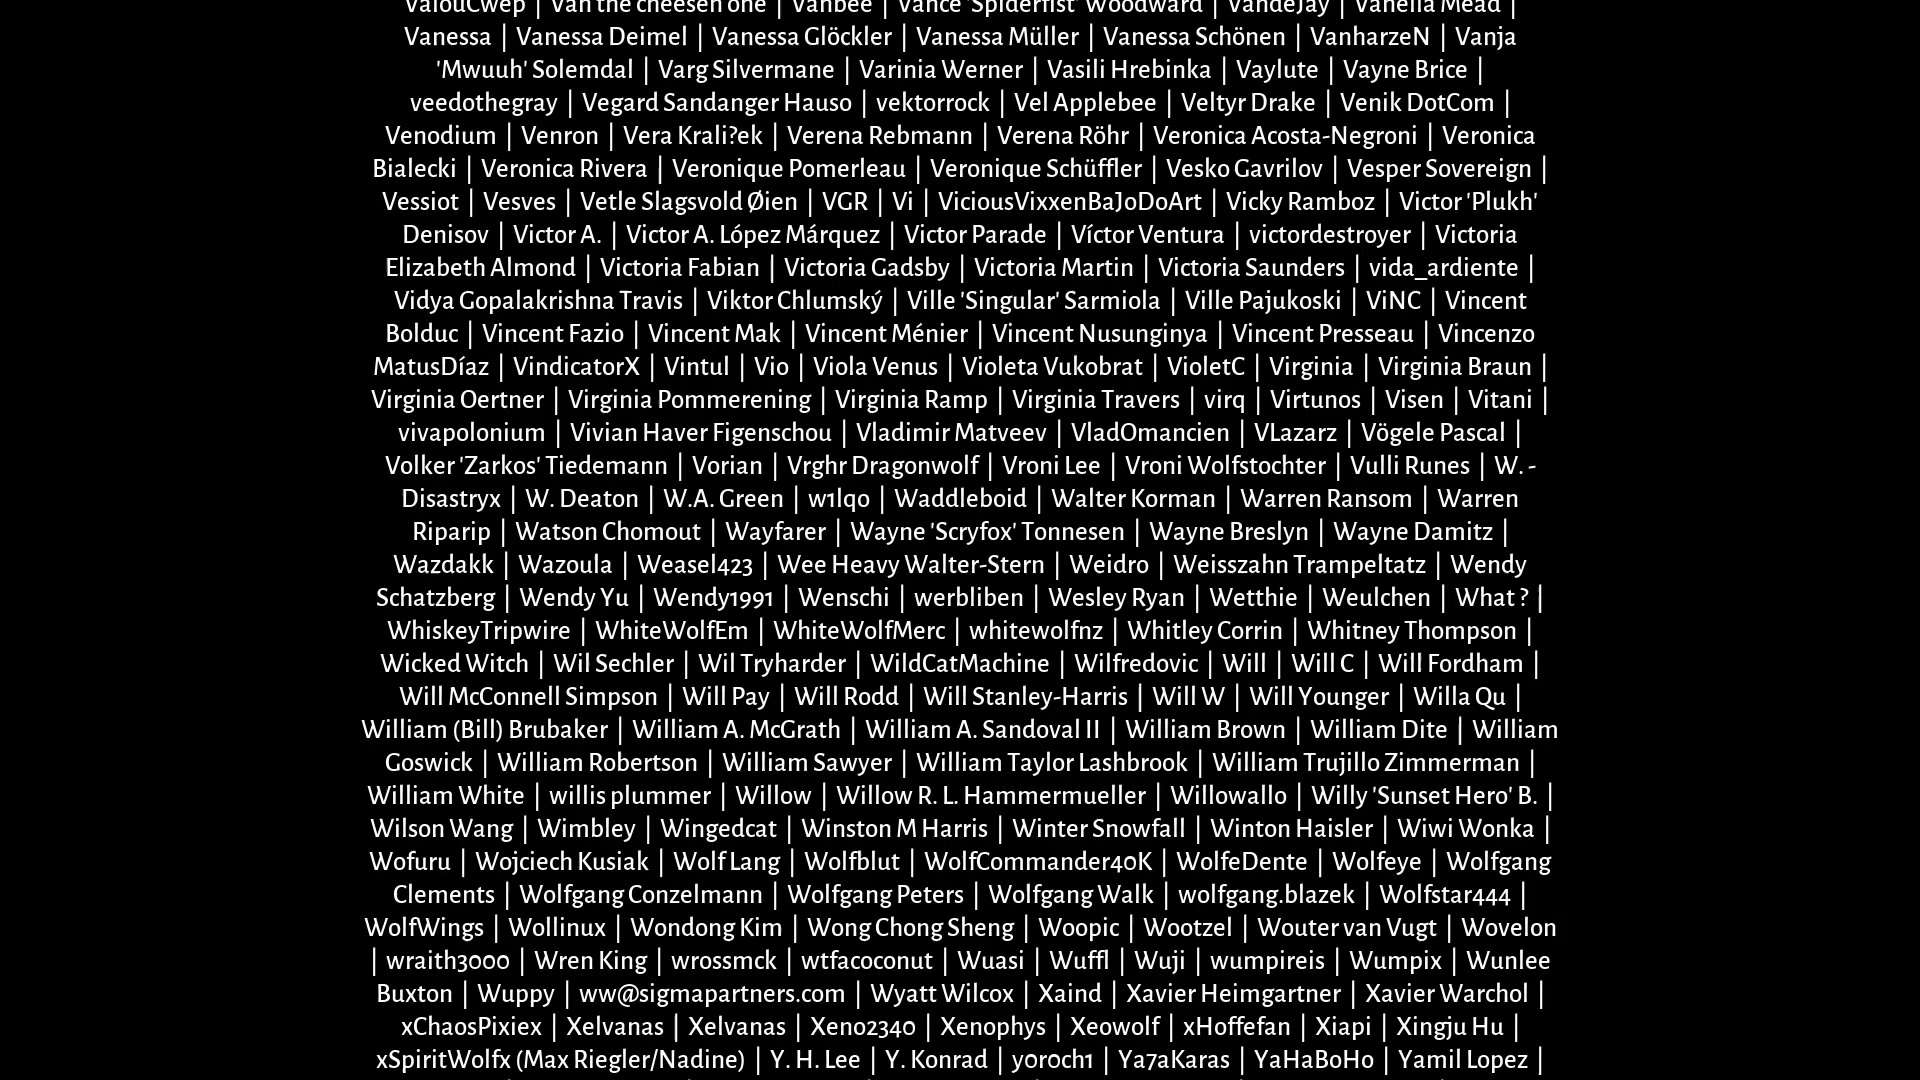 ValouCwep | Van the cheesen one | Vanbee | Vance 'Spiderfist' Woodward | VandeJay | Vanella Mead |
Vanessa | Vanessa Deimel | Vanessa Glöckler | Vanessa Müller | Vanessa Schönen | VanharzeN | Vanja
'Mwuuh' Solemdal | Varg Silvermane | Varinia Werner | Vasili Hrebinka | Vaylute | Vayne Brice |
veedothegray | Vegard Sandanger Hauso | vektorrock | Vel Applebee | Veltyr Drake | Venik DotCom |
Venodium | Venron | Vera Krali?ek | Verena Rebmann | Verena Röhr | Veronica Acosta-Negroni | Veronica
Bialecki | Veronica Rivera | Veronique Pomerleau | Veronique Schüffler | Vesko Gavrilov | Vesper Sovereign |
Vessiot | Vesves | Vetle Slagsvold Øien | VGR | Vi | ViciousVixxenBaJoDoArt | Vicky Ramboz | Victor 'Plukh'
Denisov | Victor A. | Victor A. López Márquez | Victor Parade | Víctor Ventura | victordestroyer | Victoria
Elizabeth Almond | Victoria Fabian | Victoria Gadsby | Victoria Martin | Victoria Saunders | vida_ardiente |
Vidya Gopalakrishna Travis | Viktor Chlumský | Ville 'Singular' Sarmiola | Ville Pajukoski | ViNC | Vincent
Bolduc | Vincent Fazio | Vincent Mak | Vincent Ménier | Vincent Nusunginya | Vincent Presseau | Vincenzo
MatusDíaz | VindicatorX | Vintul | Vio | Viola Venus | Violeta Vukobrat | VioletC | Virginia | Virginia Braun |
Virginia Oertner | Virginia Pommerening | Virginia Ramp | Virginia Travers | virq | Virtunos | Visen | Vitani |
vivapolonium | Vivian Haver Figenschou | Vladimir Matveev | VladOmancien | VLazarz | Vögele Pascal |
Volker 'Zarkos' Tiedemann | Vorian | Vrghr Dragonwolf | Vroni Lee | Vroni Wolfstochter | Vulli Runes | W. -
Disastryx | W. Deaton | W.A. Green | w1lqo | Waddleboid | Walter Korman | Warren Ransom | Warren
Riparip | Watson Chomout | Wayfarer | Wayne 'Scryfox' Tonnesen | Wayne Breslyn | Wayne Damitz |
Wazdakk | Wazoula | Weasel423 | Wee Heavy Walter-Stern | Weidro | Weisszahn Trampeltatz | Wendy
Schatzberg | Wendy Yu | Wendy1991 | Wenschi | werbliben | Wesley Ryan | Wetthie | Weulchen | What ? |
WhiskeyTripwire | WhiteWolfEm | WhiteWolfMerc | whitewolfnz | Whitley Corrin | Whitney Thompson |
Wicked Witch | Wil Sechler | Wil Tryharder | WildCatMachine | Wilfredovic | Will | Will C | Will Fordham |
Will McConnell Simpson | Will Pay | Will Rodd | Will Stanley-Harris | Will W | Will Younger | Willa Qu |
William (Bill) Brubaker | William A. McGrath | William A. Sandoval II | William Brown | William Dite | William
Goswick | William Robertson | William Sawyer | William Taylor Lashbrook | William Trujillo Zimmerman |
William White | willis plummer | Willow | Willow R. L. Hammermueller | Willowallo | Willy 'Sunset Hero' B. |
Wilson Wang | Wimbley | Wingedcat | Winston M Harris | Winter Snowfall | Winton Haisler | Wiwi Wonka |
Wofuru | Wojciech Kusiak | Wolf Lang | Wolfblut | WolfCommander40K | WolfeDente | Wolfeye | Wolfgang
Clements | Wolfgang Conzelmann | Wolfgang Peters | Wolfgang Walk | wolfgang.blazek | Wolfstar444 |
WolfWings | Wollinux | Wondong Kim | Wong Chong Sheng | Woopic | Wootzel | Wouter van Vugt | Wovelon
| wraith3000 | Wren King | wrossmck | wtfacoconut | Wuasi | Wuffl | Wuji | wumpireis | Wumpix | Wunlee
Buxton | Wuppy | ww@sigmapartners.com | Wyatt Wilcox | Xaind | Xavier Heimgartner | Xavier Warchol |
xChaosPixiex | Xelvanas | Xelvanas | Xeno2340 | Xenophys | Xeowolf | xHoffefan | Xiapi | Xingju Hu |
xSpiritWolfx (Max Riegler/Nadine) | Y. H. Lee | Y. Konrad | y0r0ch1 | Ya7aKaras | YaHaBoHo | Yamil Lopez |